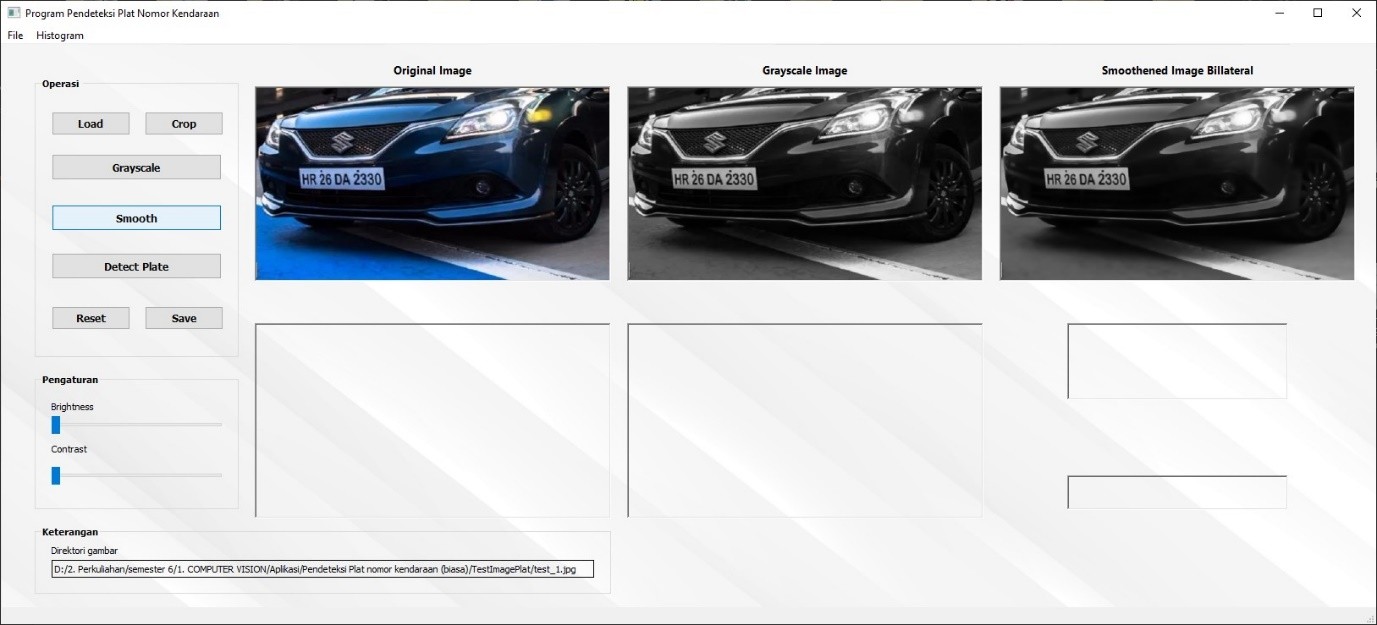 Program Pendeteksi Plat Nomor Kendaraan
File Histogram
Operasi
Load Crop
Grayscale
Smooth
Detect Plate
Reset Save
Pengaturan
Brightness
Contrast
Original Image
HR 26 DA 2330
Grayscale Image
HR 26 DA 2330
Smoothened Image Billateral
HR 26 DA 2330
Keterangan
Direktori gambar
D:/2. Perkuliahan/semester 6/1. COMPUTER VISION/Aplikasi/Pendeteksi Plat nomor kendaraan (biasa)/TestImagePlat/test_1.jpg